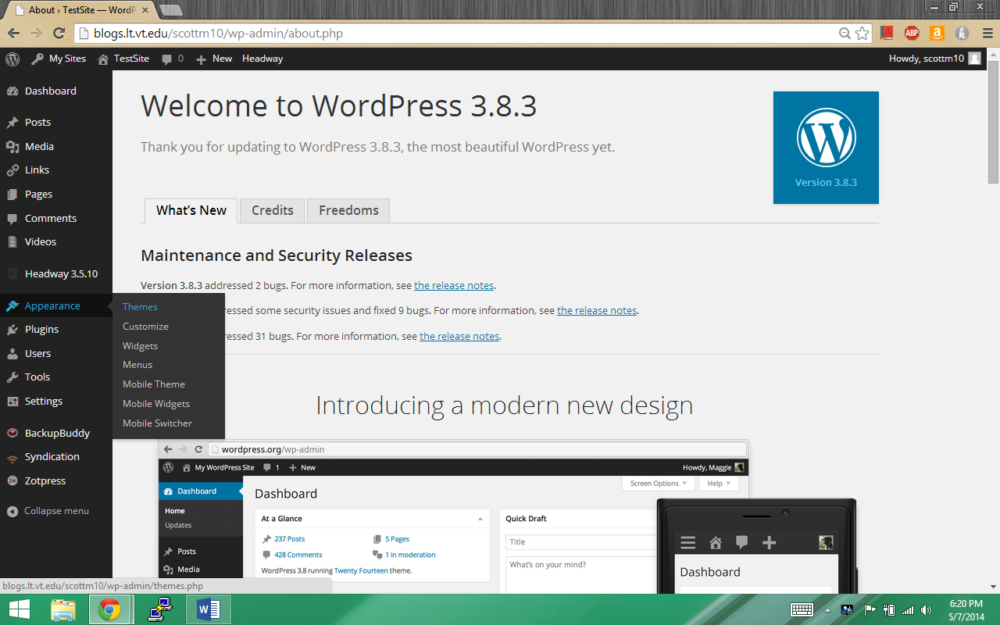 About ‹ TestSite — WordP
blogs.lt.vt.edu/scottm10/wp-admin/about.php
ABP
a
h
My Sites
TestSite
0
New
Headway
Howdy, scottm10
Dashboard
Posts
Media
Links
Pages
Comments
Videos
Headway 3.5.10
Appearance
Plugins
Users
Tools
Settings
BackupBuddy
Syndication
Zotpress
Collapse menu
Themes
Customize
Widgets
Menus
Mobile Theme
Mobile Widgets
Mobile Switcher
Welcome to WordPress 3.8.3
Thank you for updating to WordPress 3.8.3, the most beautiful WordPress yet.
Version 3.8.3
What's New
Credits
Freedoms
Maintenance and Security Releases
Version 3.8.3 addressed 2 bugs. For more information, see the release notes.
ressed some security issues and fixed 9 bugs. For more information, see the release notes.
ressed 31 bugs. For more information, see the release notes.
Introducing a modern new design
wordpress.org/wp-admin
My WordPress Site
1
New
Howdy, Maggie
Dashboard
Home
Updates
Posts
Media
Dashboard
Screen Options
Help
At a Glance
237 Posts
5 Pages
428 Comments
1 in moderation
WordPress 3.8 running Twenty Fourteen theme.
Quick Draft
Title
What's on your mind?
Dashboard
blogs.lt.vt.edu/scottm10/wp-admin/themes.php
6:20 PM
5/7/2014